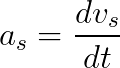 a_s = \frac{dv_s}{dt}